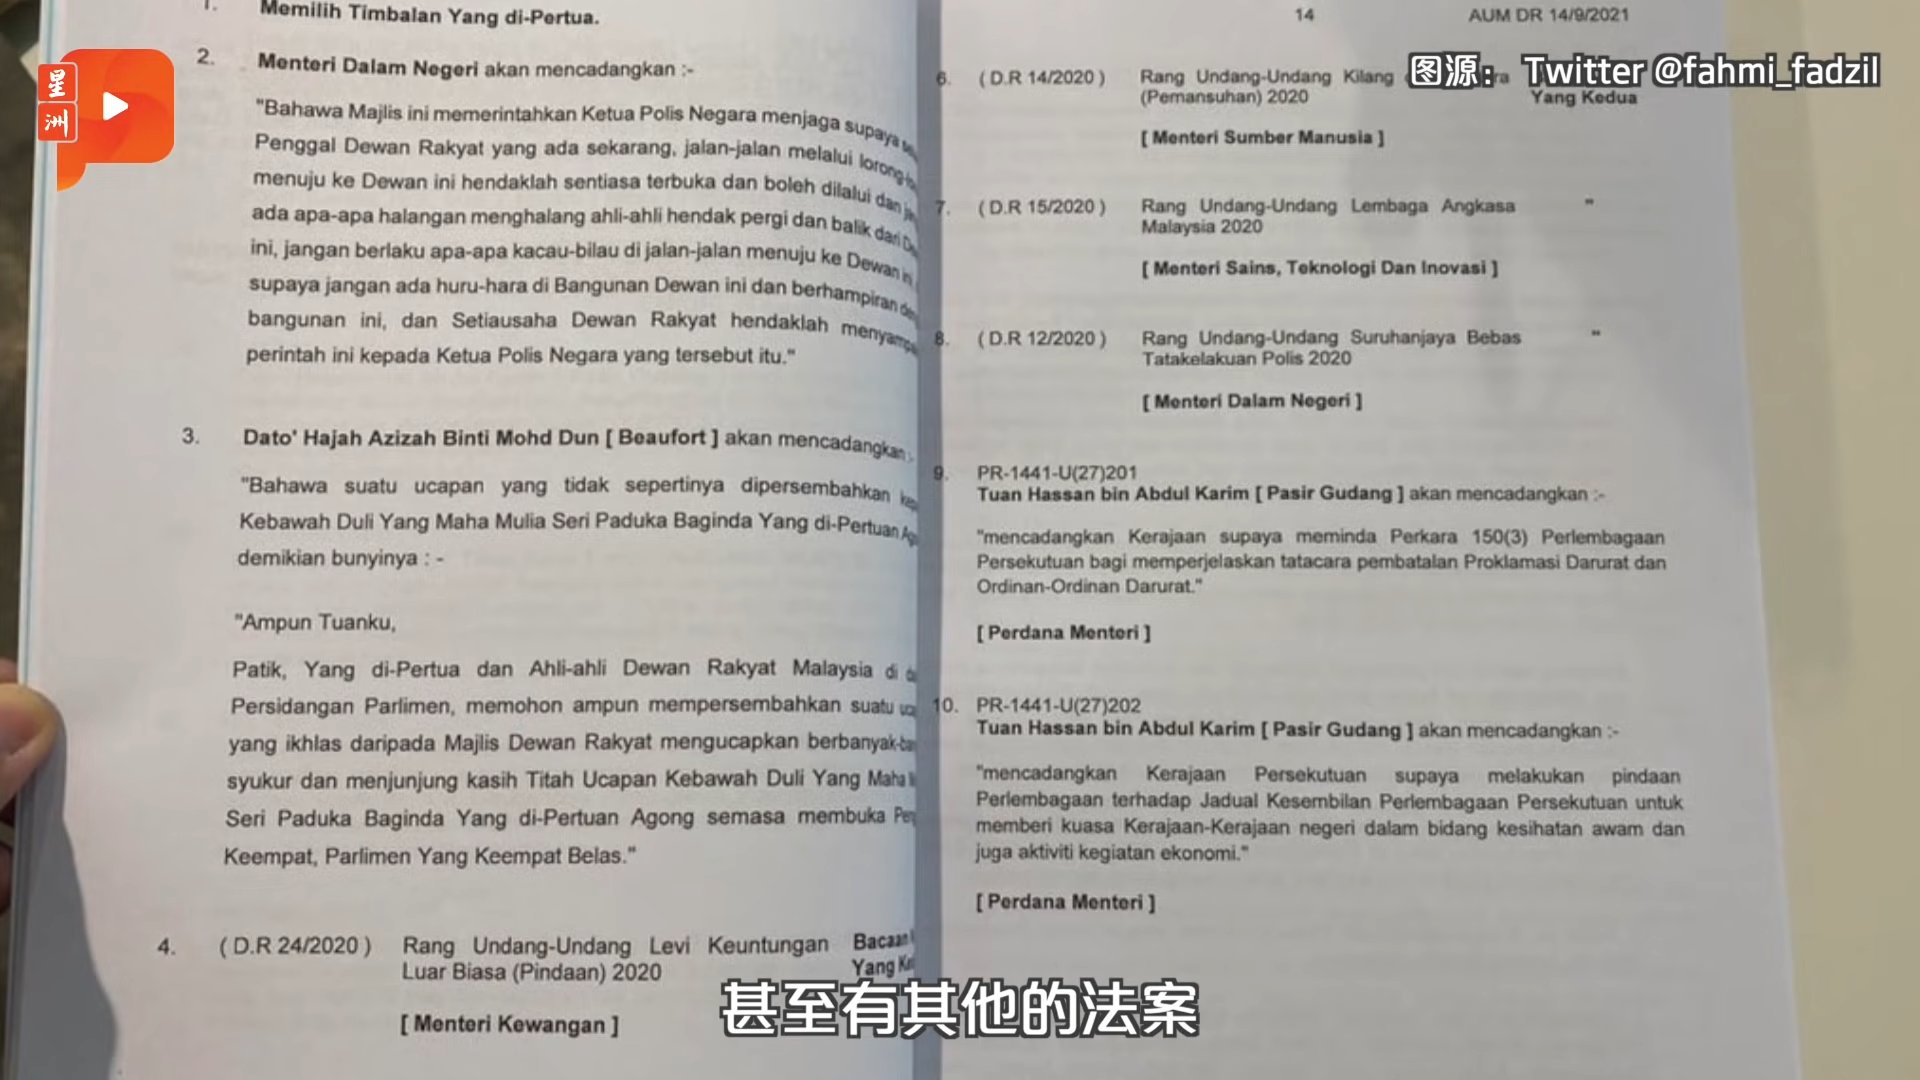 1. Memilih Timbalan Yang di-Pertua.
2. Menteri Dalam Negeri akan mencadangkan :-
"Bahawa Majlis ini memerintahkan Ketua Polis Negara menjaga supaya
Penggal Dewan Rakyat yang ada sekarang, jalan-jalan melalui
menuju ke Dewan ini hendaklah sentiasa terbuka dan boleh dilalui dan
ada apa-apa halangan menghalang ahli-ahli hendak pergi dan balik dari
ini, jangan berlaku apa-apa kacau-bilau di jalan-jalan menuju ke Dewan
supaya jangan ada huru-hara di Bangunan Dewan ini dan berhampiran
bangunan ini, dan Setiausaha Dewan Rakyat hendaklah
perintah ini kepada Ketua Polis Negara yang tersebut itu."
3. Dato' Hajah Azizah Binti Mohd Dun [ Beaufort ] akan mencadangkan :-
"Bahawa suatu ucapan yang tidak sepertinya dipersembahkan
Kebawah Duli Yang Maha Mulia Seri Paduka Baginda Yang di-Pertuan
demikian bunyinya : -
"Ampun Tuanku,
Patik, Yang di-Pertua dan Ahli-ahli Dewan Rakyat Malaysia di
Persidangan Parlimen, memohon ampun mempersembahkan suatu
yang ikhlas daripada Majlis Dewan Rakyat mengucapkan
syukur dan menjunjung kasih Titah Ucapan Kebawah Duli Yang Maha
Seri Paduka Baginda Yang di-Pertuan Agong semasa membuka
Keempat, Parlimen Yang Keempat Belas."
4. ( D.R 24/2020 ) Rang Undang-Undang Levi Keuntungan Bacaan
Luar Biasa (Pindaan) 2020 Yang
[ Menteri Kewangan ]
14 AUM DR 14/9/2021
6. ( D.R 14/2020 ) Rang Undang-Undang Kilang
(Pemansuhan) 2020 Yang Kedua
[ Menteri Sumber Manusia ]
7. ( D.R 15/2020 ) Rang Undang-Undang Lembaga Angkasa "
Malaysia 2020
[ Menteri Sains, Teknologi Dan Inovasi ]
8. ( D.R 12/2020 ) Rang Undang-Undang Suruhanjaya Bebas "
Tatakelakuan Polis 2020
[ Menteri Dalam Negeri ]
9. PR-1441-U(27)201
Tuan Hassan bin Abdul Karim [ Pasir Gudang ] akan mencadangkan :-
"mencadangkan Kerajaan supaya meminda Perkara 150(3) Perlembagaan
Persekutuan bagi memperjelaskan tatacara pembatalan Proklamasi Darurat dan
Ordinan-Ordinan Darurat."
[ Perdana Menteri ]
10. PR-1441-U(27)202
Tuan Hassan bin Abdul Karim [ Pasir Gudang ] akan mencadangkan :-
"mencadangkan Kerajaan Persekutuan supaya melakukan pindaan
Perlembagaan terhadap Jadual Kesembilan Perlembagaan Persekutuan untuk
memberi kuasa Kerajaan-Kerajaan negeri dalam bidang kesihatan awam dan
juga aktiviti kegiatan ekonomi."
[ Perdana Menteri ]
星洲
图源： Twitter @fahmi_fadzil
甚至有其他的法案